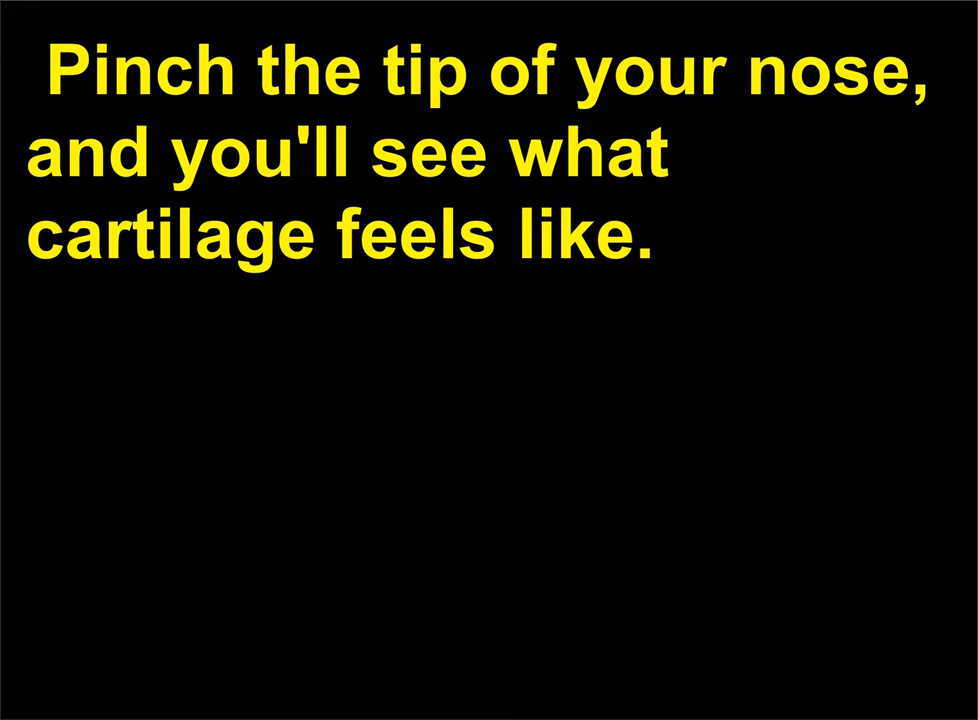 Pinch the tip of your nose,
and you'll see what
cartilage feels like.